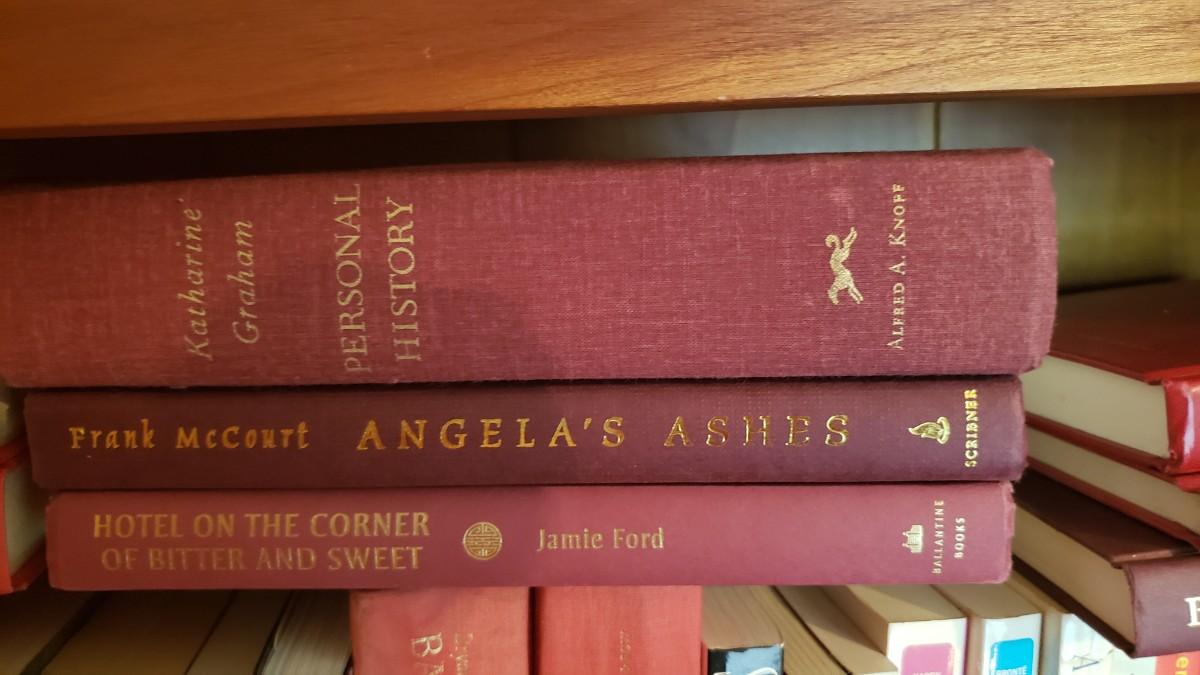 Katharine
Graham
PERSONAL
HISTORY
ALFRED A. KNOPF
Frank McCourt
ANGELA'S ASHES
SCRIBNER
HOTEL ON THE CORNER
OF BITTER AND SWEET
Jamie Ford
BALLANTINE
BOOKS